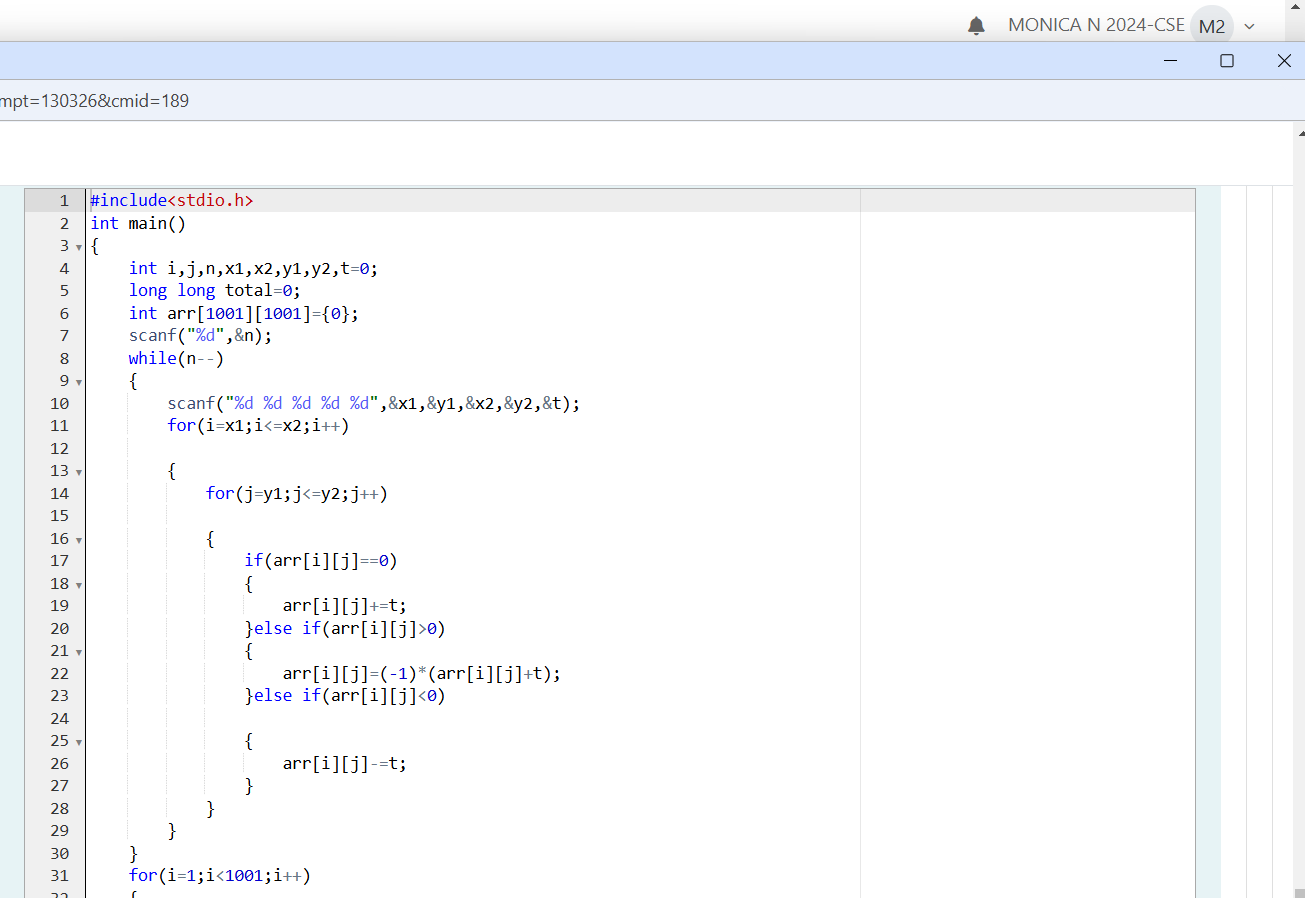 MONICA N 2024-CSE M2
mpt=130326&cmid=189
1 #include<stdio.h>
2 int main()
3 {
4 int i,j,n,x1,x2,y1,y2,t=0;
5 long long total=0;
6 int arr[1001][1001]={0};
7 scanf("%d",&n);
8 while(n--)
9 {
10 scanf("%d %d %d %d %d",&x1,&y1,&x2,&y2,&t);
11 for(i=x1;i<=x2;i++)
12
13 {
14 for(j=y1;j<=y2;j++)
15
16 {
17 if(arr[i][j]==0)
18 {
19 arr[i][j]+=t;
20 }else if(arr[i][j]>0)
21 {
22 arr[i][j]=(-1)*(arr[i][j]+t);
23 }else if(arr[i][j]<0)
24
25 {
26 arr[i][j]-=t;
27 }
28 }
29 }
30 }
31 for(i=1;i<1001;i++)